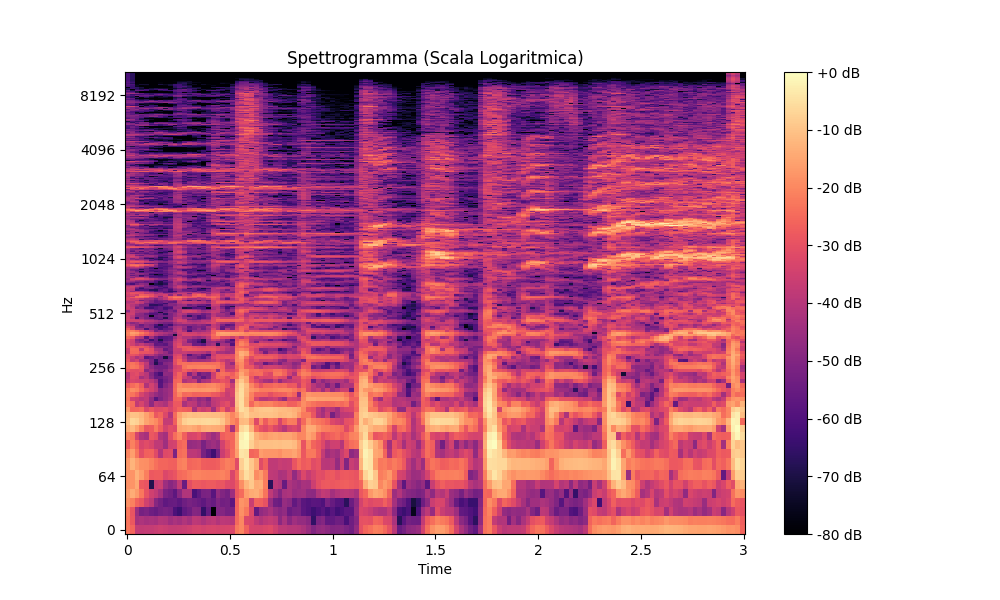 Spettrogramma (Scala Logaritmica)
Hz
8192
4096
2048
1024
512
256
128
64
0
0 0.5 1 1.5 2 2.5 3
Time
+0 dB
-10 dB
-20 dB
-30 dB
-40 dB
-50 dB
-60 dB
-70 dB
-80 dB